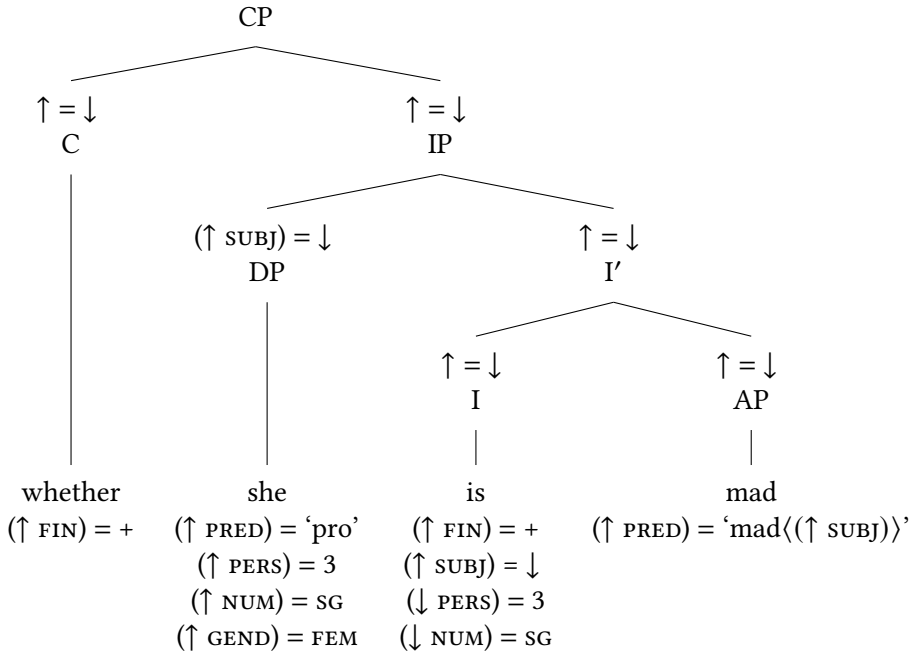 CP
↑ = ↓ ↑ = ↓
C IP
(↑ SUBJ) = ↓ ↑ = ↓
DP I′
↑ = ↓ ↑ = ↓
I AP
whether she is mad
(↑ FIN) = + (↑ PRED) = ‘pro’ (↑ FIN) = + (↑ PRED) = ‘mad⟨(↑ SUBJ)⟩’
(↑ PERS) = 3 (↑ SUBJ) = ↓
(↑ NUM) = SG (↓ PERS) = 3
(↑ GEND) = FEM (↓ NUM) = SG